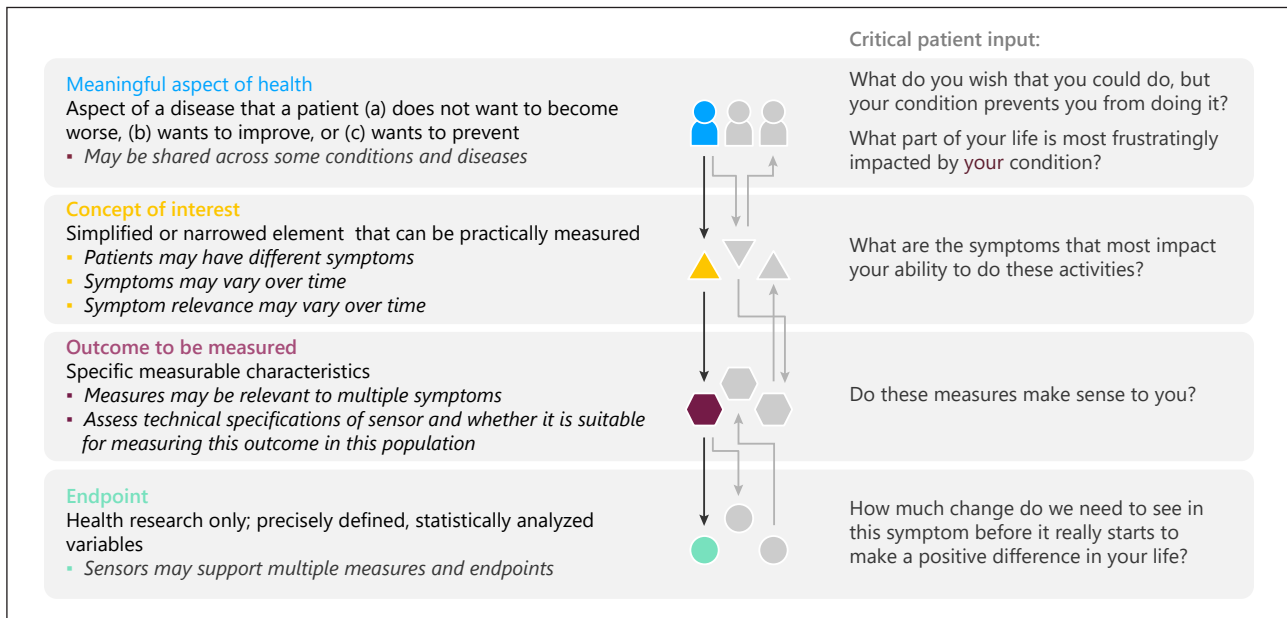 Critical patient input:
Meaningful aspect of health
Aspect of a disease that a patient (a) does not want to become
worse, (b) wants to improve, or (c) wants to prevent
▪ May be shared across some conditions and diseases
What do you wish that you could do, but
your condition prevents you from doing it?
What part of your life is most frustratingly
impacted by your condition?
Concept of interest
Simplified or narrowed element that can be practically measured
▪ Patients may have different symptoms
▪ Symptoms may vary over time
▪ Symptom relevance may vary over time
What are the symptoms that most impact
your ability to do these activities?
Outcome to be measured
Specific measurable characteristics
▪ Measures may be relevant to multiple symptoms
▪ Assess technical specifications of sensor and whether it is suitable
for measuring this outcome in this population
Do these measures make sense to you?
Endpoint
Health research only; precisely defined, statistically analyzed
variables
▪ Sensors may support multiple measures and endpoints
How much change do we need to see in
this symptom before it really starts to
make a positive difference in your life?